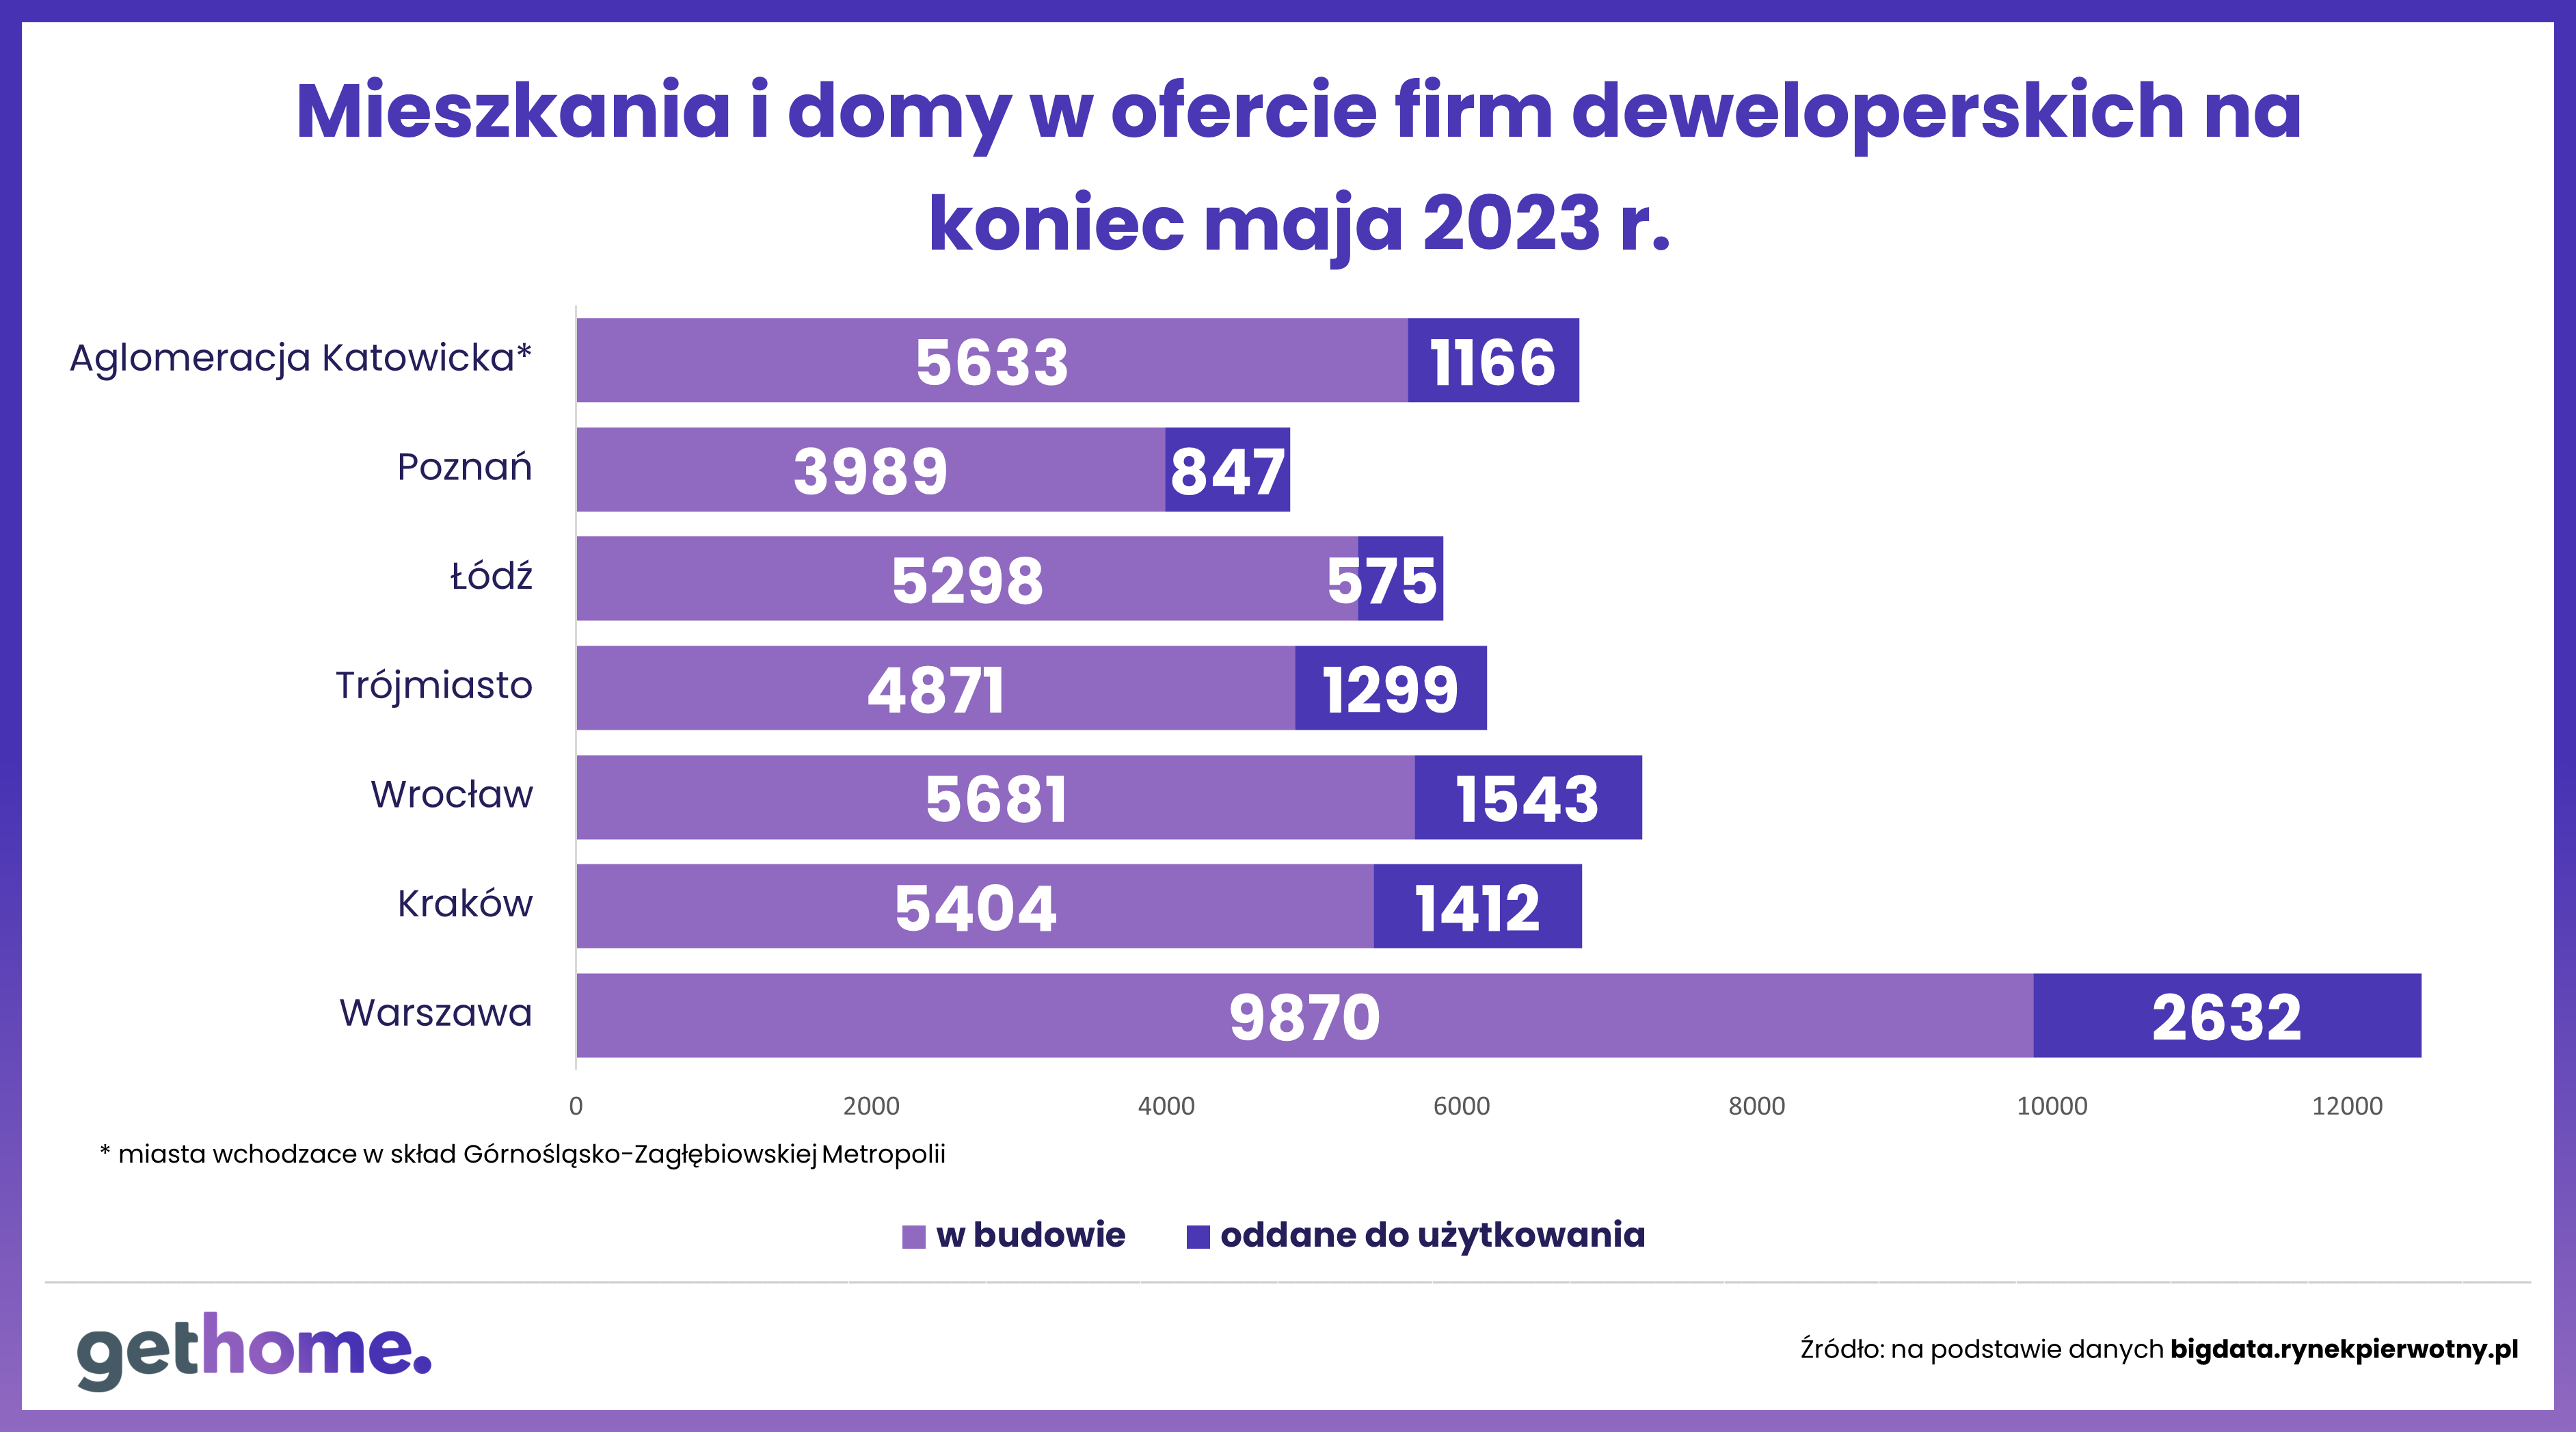 Mieszkania i domy w ofercie firm deweloperskich na
koniec maja 2023 r.
Aglomeracja Katowicka* 5633 1166
Poznań 3989 847
Łódź 5298 575
Trójmiasto 4871 1299
Wrocław 5681 1543
Kraków 5404 1412
Warszawa 9870 2632
0 2000 4000 6000 8000 10000 12000
* miasta wchodzace w skład Górnośląsko-Zagłębiowskiej Metropolii
w budowie oddane do użytkowania
gethome.
Źródło: na podstawie danych bigdata.rynekpierwotny.pl